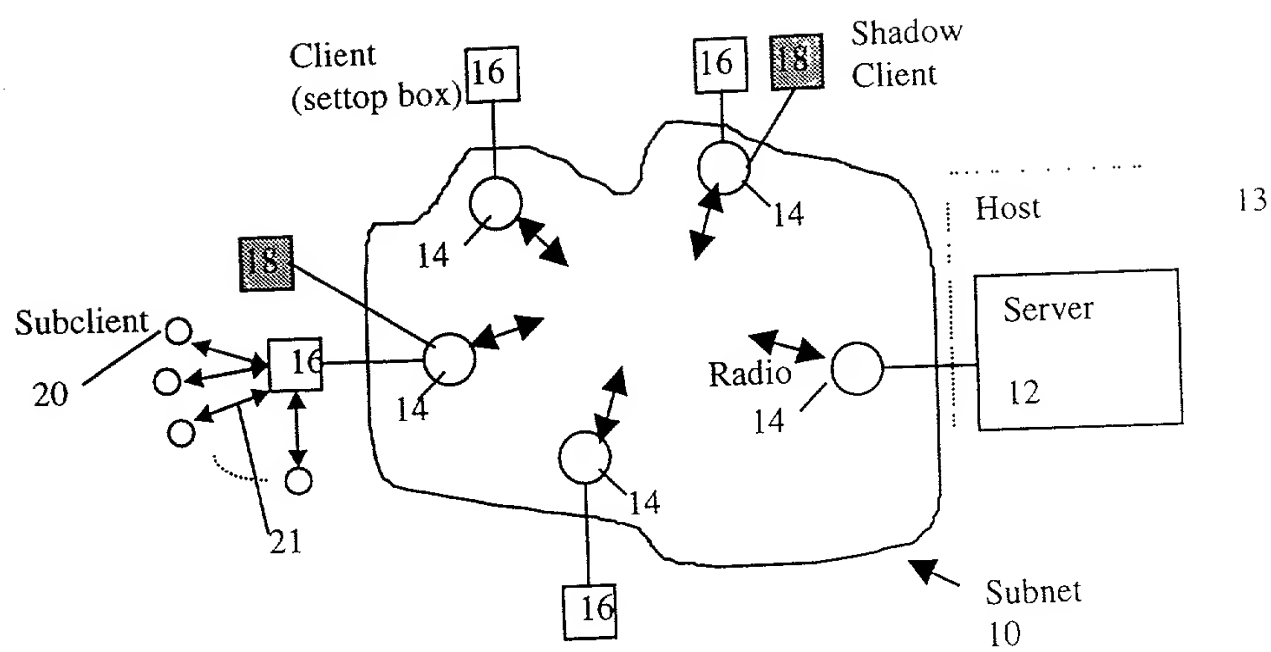 Client
(settop box)
16
16
18
Shadow
Client
14
14
Host
13
18
Subclient
20
16
14
21
Radio
14
Server
12
14
16
Subnet
10